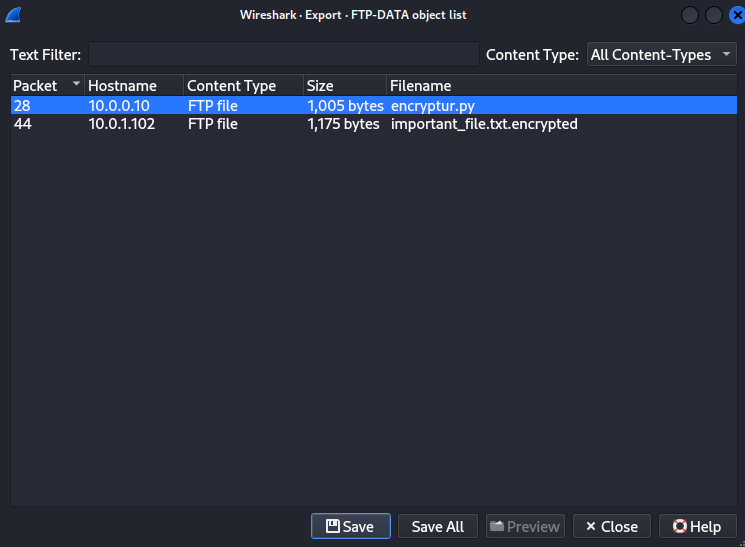 Wireshark · Export · FTP-DATA object list
Text Filter: Content Type: All Content-Types
Packet Hostname Content Type Size Filename
28 10.0.0.10 FTP file 1,005 bytes encryptur.py
44 10.0.1.102 FTP file 1,175 bytes important_file.txt.encrypted
Save Save All Preview Close Help